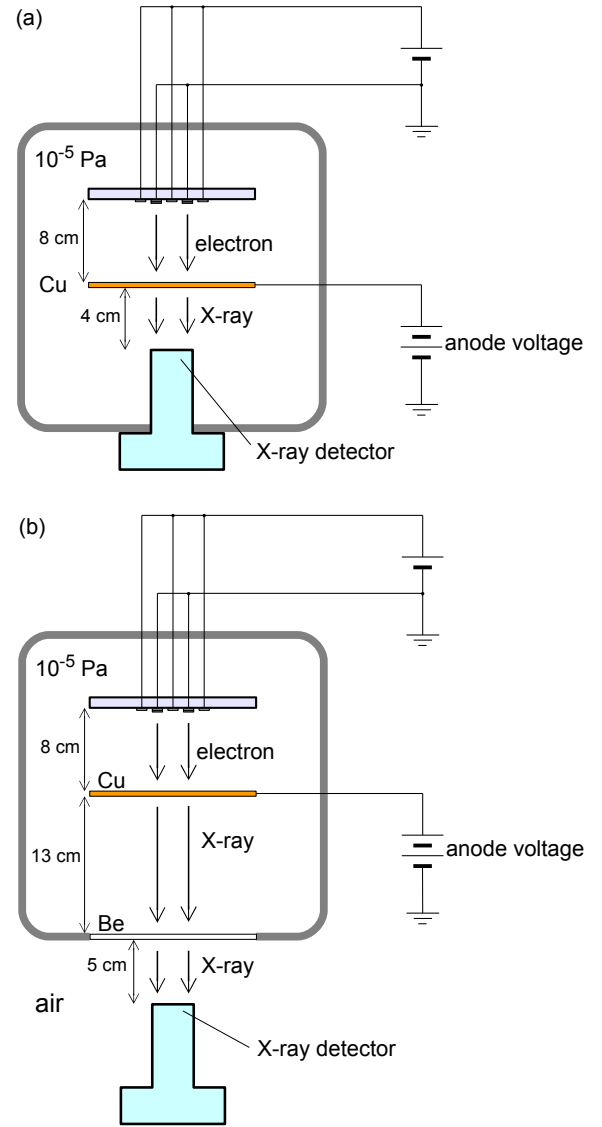 (a)
10⁻⁵ Pa
8 cm
electron
Cu
4 cm
X-ray
anode voltage
X-ray detector
(b)
10⁻⁵ Pa
8 cm
electron
Cu
13 cm
X-ray
anode voltage
Be
5 cm
X-ray
air
X-ray detector